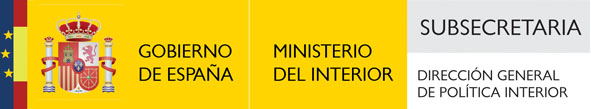 GOBIERNO
DE ESPAÑA
MINISTERIO
DEL INTERIOR
SUBSECRETARIA
DIRECCIÓN GENERAL
DE POLÍTICA INTERIOR